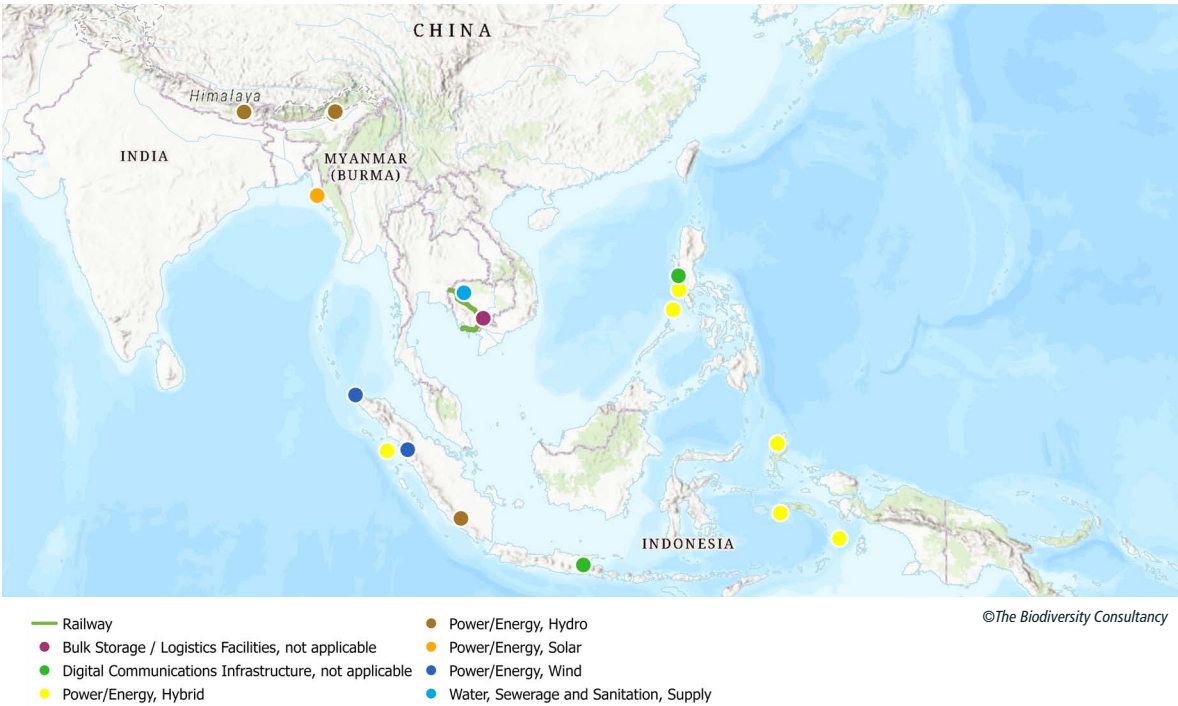 CHINA
Himalaya
INDIA
MYANMAR
(BURMA)
INDONESIA
©The Biodiversity Consultancy
Railway
Bulk Storage / Logistics Facilities, not applicable
Digital Communications Infrastructure, not applicable
Power/Energy, Hybrid
Power/Energy, Hydro
Power/Energy, Solar
Power/Energy, Wind
Water, Sewerage and Sanitation, Supply